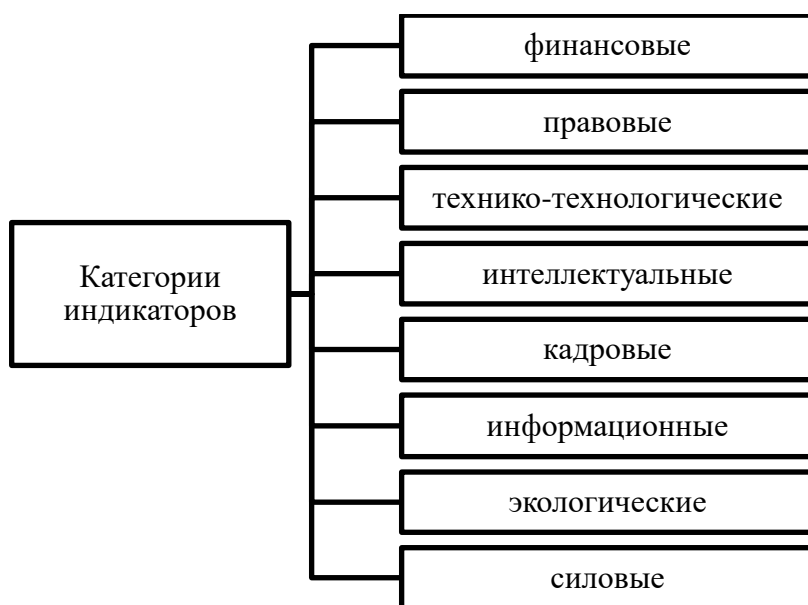 финансовые
правовые
технико-технологические
Категории
индикаторов
интеллектуальные
кадровые
информационные
экологические
силовые